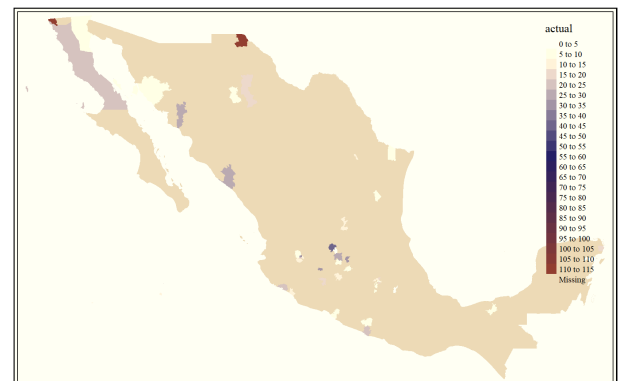 actual
0 to 5
5 to 10
10 to 15
15 to 20
20 to 25
25 to 30
30 to 35
35 to 40
40 to 45
45 to 50
50 to 55
55 to 60
60 to 65
65 to 70
70 to 75
75 to 80
80 to 85
85 to 90
90 to 95
95 to 100
100 to 105
105 to 110
110 to 115
Missing